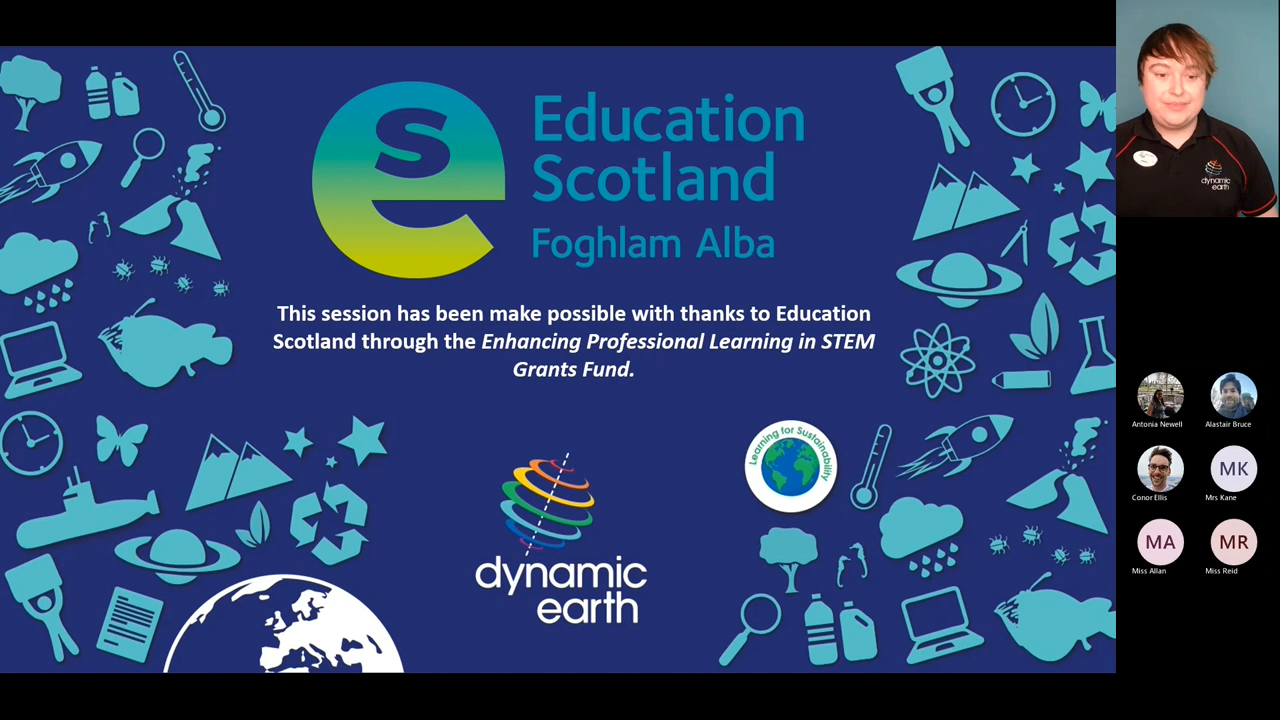 Education
Scotland
Foghlam Alba
This session has been make possible with thanks to Education
Scotland through the Enhancing Professional Learning in STEM
Grants Fund.
Learning for Sustainability
dynamic
earth
dynamic
earth
Antonia Newell
Alastair Bruce
Conor Ellis
MK
Mrs Kane
MA
Miss Allan
MR
Miss Reid